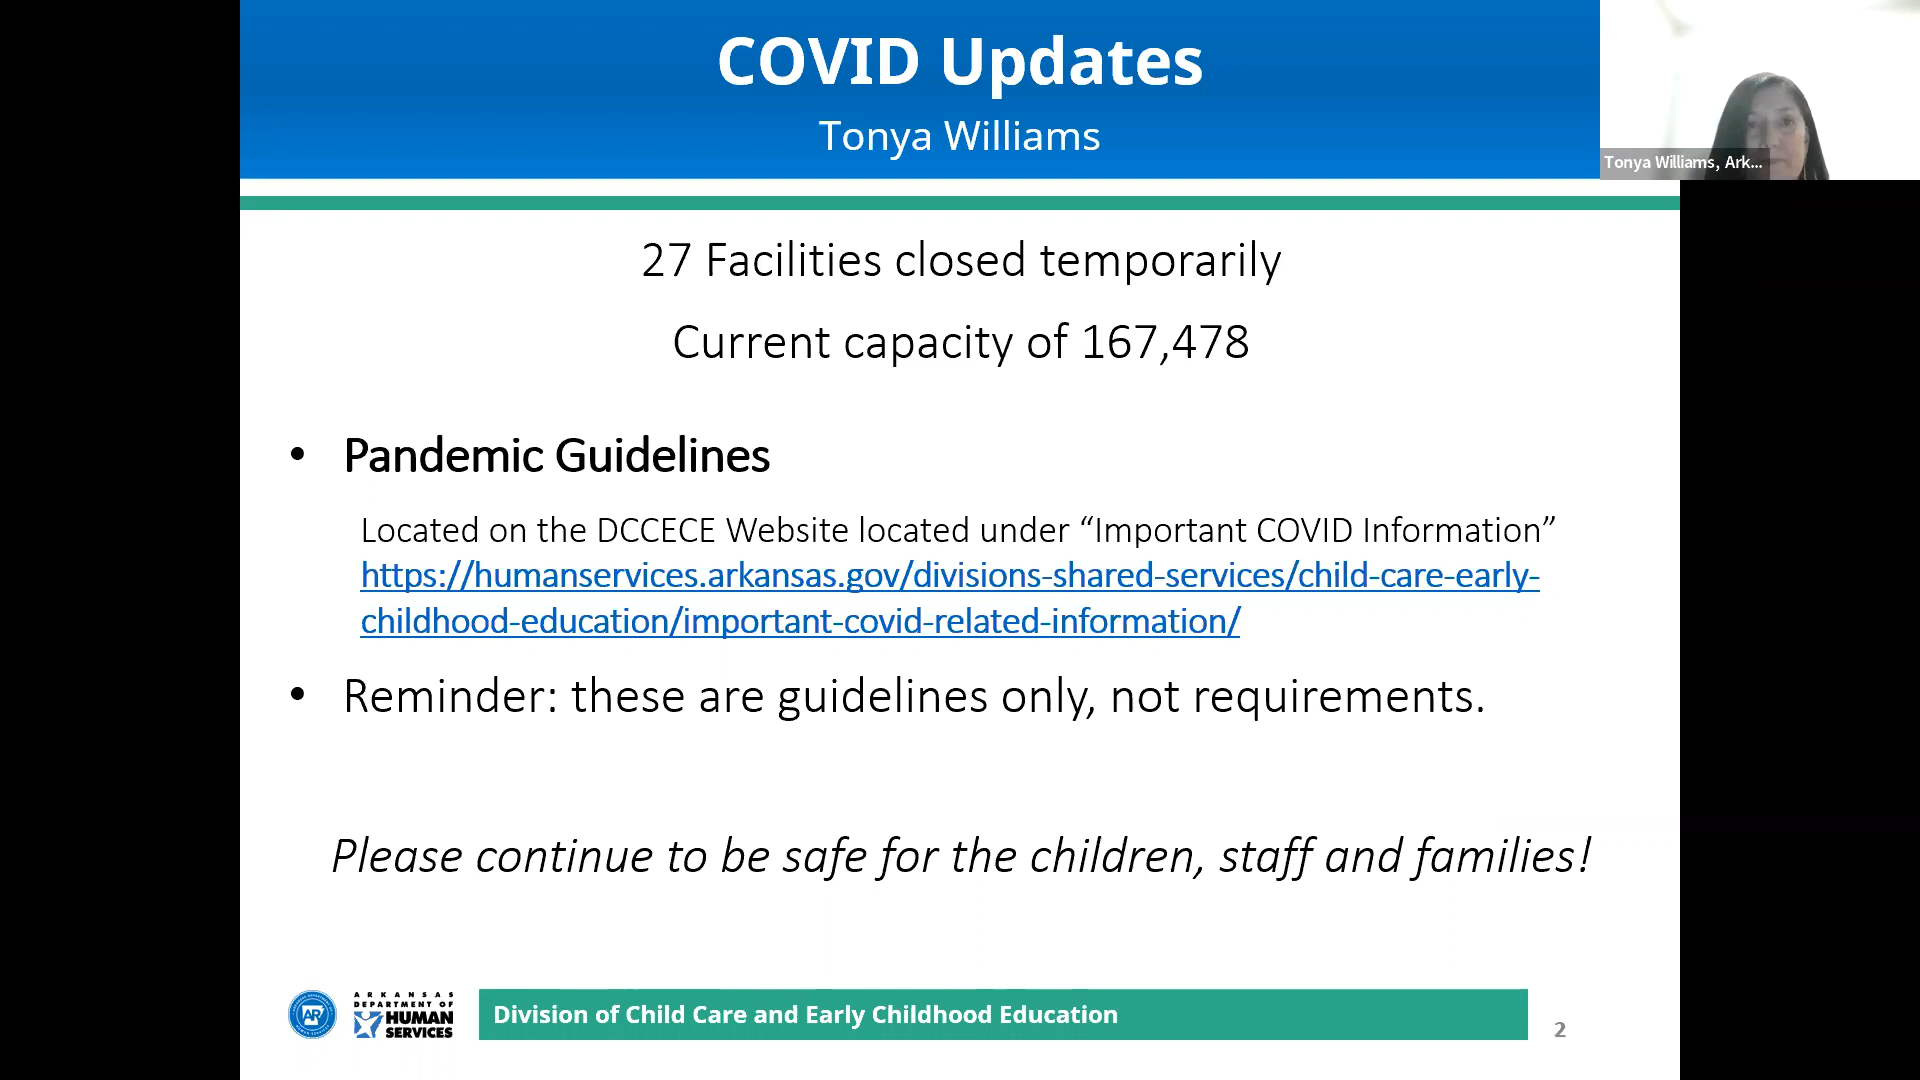 COVID Updates
Tonya Williams
Tonya Williams, Ark...
27 Facilities closed temporarily
Current capacity of 167,478
• Pandemic Guidelines
Located on the DCCECE Website located under “Important COVID Information”
https://humanservices.arkansas.gov/divisions-shared-services/child-care-early-
childhood-education/important-covid-related-information/
• Reminder: these are guidelines only, not requirements.
Please continue to be safe for the children, staff and families!
AR
ARKANSAS
DEPARTMENT OF
HUMAN
SERVICES
Division of Child Care and Early Childhood Education
2